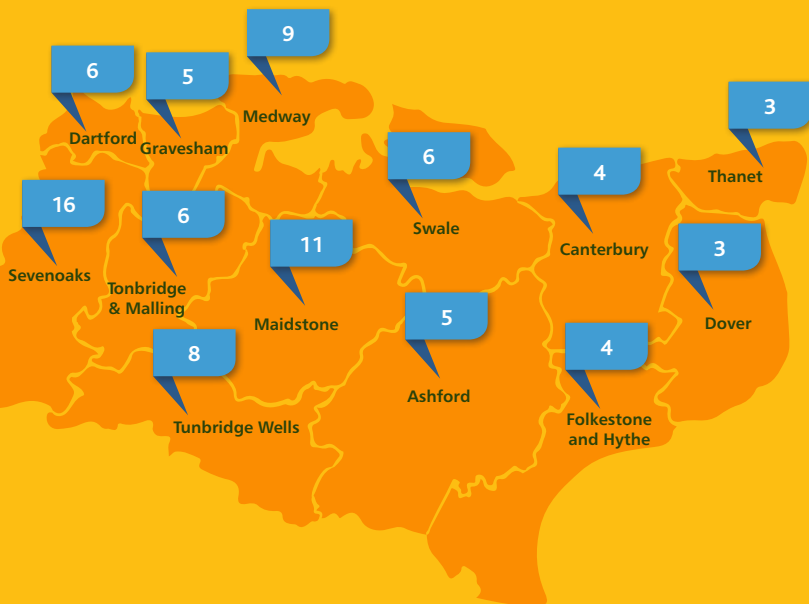 9
6
5
Medway
Dartford
Gravesham
3
Thanet
6
Swale
4
Canterbury
16
Sevenoaks
6
Tonbridge
& Malling
11
Maidstone
3
Dover
5
Ashford
8
Tunbridge Wells
4
Folkestone
and Hythe